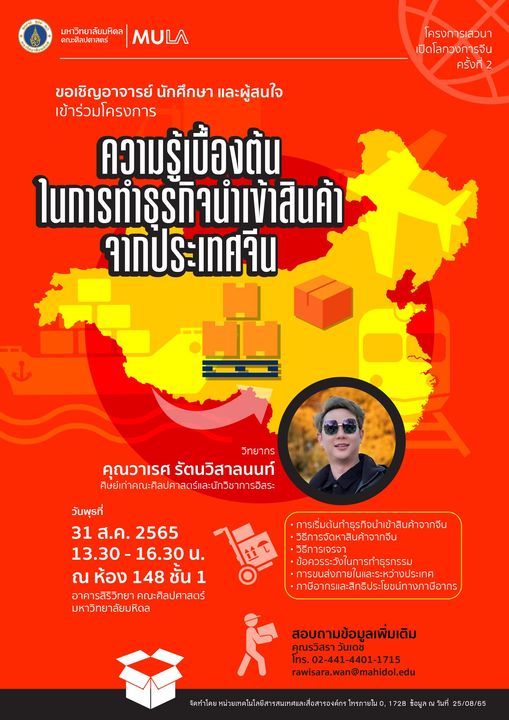 มหาวิทยาลัยมหิดล
คณะศิลปศาสตร์
MULA
โครงการเสวนา
เปิดโลกวงการจีน
ครั้งที่ 2
ขอเชิญอาจารย์ นักศึกษา และผู้สนใจ
เข้าร่วมโครงการ
ความรู้เบื้องต้น
ในการทำธุรกิจนำเข้าสินค้า
จากประเทศจีน
วิทยากร
คุณวาเรศ รัตนวิสาลนนท์
ศิษย์เก่าคณะศิลปศาสตร์และนักวิชาการอิสระ
วันพุธที่
31 ส.ค. 2565
13.30 - 16.30 น.
ณ ห้อง 148 ชั้น 1
อาคารสิริวิทยา คณะศิลปศาสตร์
มหาวิทยาลัยมหิดล
• การเริ่มต้นทำธุรกิจนำเข้าสินค้าจากจีน
• วิธีการจัดหาสินค้าจากจีน
• วิธีการเจรจา
• ข้อควรระวังในการทำธุรกรรม
• การขนส่งภายในและระหว่างประเทศ
• ภาษีอากรและสิทธิประโยชน์ทางภาษีอากร
สอบถามข้อมูลเพิ่มเติม
คุณรวิสรา วันเดช
โทร. 02-441-4401-1715
rawisara.wan@mahidol.edu
จัดทำโดย หน่วยเทคโนโลยีสารสนเทศและสื่อสารองค์กร โทรภายใน 0, 1728 ข้อมูล ณ วันที่ 25/08/65